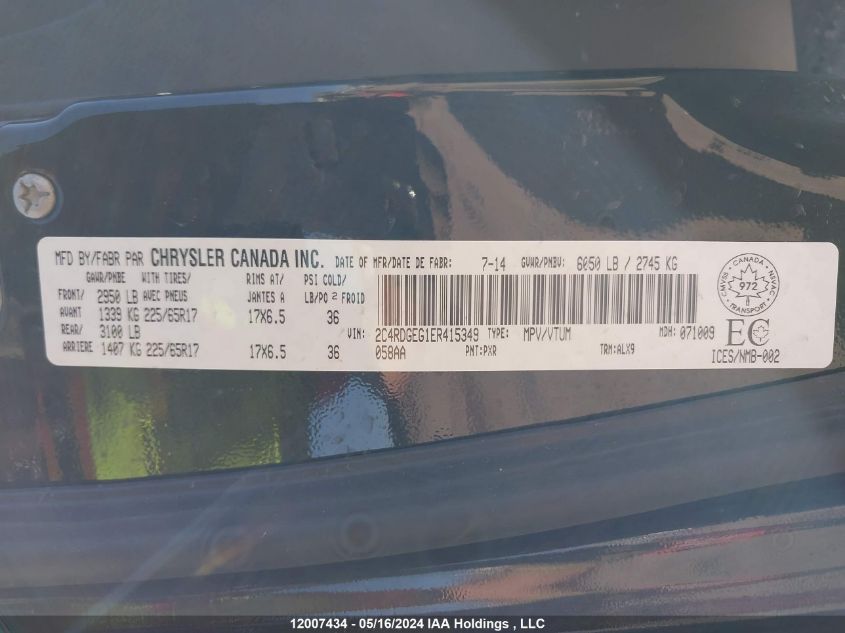 MFD BY/FABR PAR CHRYSLER CANADA INC. DATE OF MFR/DATE DE FABR: 7-14 GVWR/PNBV: 6050 LB / 2745 KG
GAWR/PNBE WITH TIRES/ RIMS AT/ PSI COLD/
FRONT/ 2950 LB AVEC PNEUS JANTES A LB/PO2 FROID
AVANT 1339 KG 225/65R17 17X6.5 36
REAR/ 3100 LB
ARRIERE 1407 KG 225/65R17 17X6.5 36
VIN: 2C4RDGEG1ER415349 TYPE: MPV/VTUM MDH: 071009
058AA PNT:PXR TRM:ALX9
CMVSS CANADA NSVAC
972
TRANSPORT
EC
ICES/NMB-002
12007434 - 05/16/2024 IAA Holdings , LLC